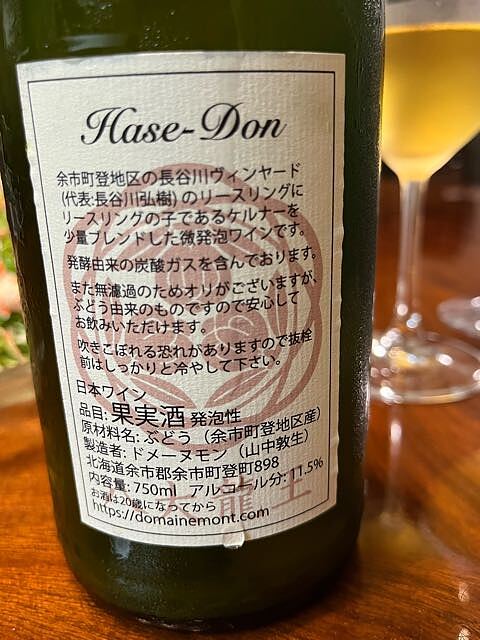 Hase-Don
余市町登地区の長谷川ヴィンヤード
(代表:長谷川弘樹) のリースリングに
リースリングの子であるケルナーを
少量ブレンドした微発泡ワインです。
発酵由来の炭酸ガスを含んでおります。
また無濾過のためオリがございますが、
ぶどう由来のものですので安心して
お飲みいただけます。
吹きこぼれる恐れがありますので抜栓
前はしっかりと冷やして下さい。
日本ワイン
品目: 果実酒 発泡性
原材料名: ぶどう (余市町登地区産)
製造者: ドメーヌモン (山中敦生)
北海道余市郡余市町登町898
内容量: 750ml アルコール分: 11.5%
お酒は20歳になってから
https://domainemont.com